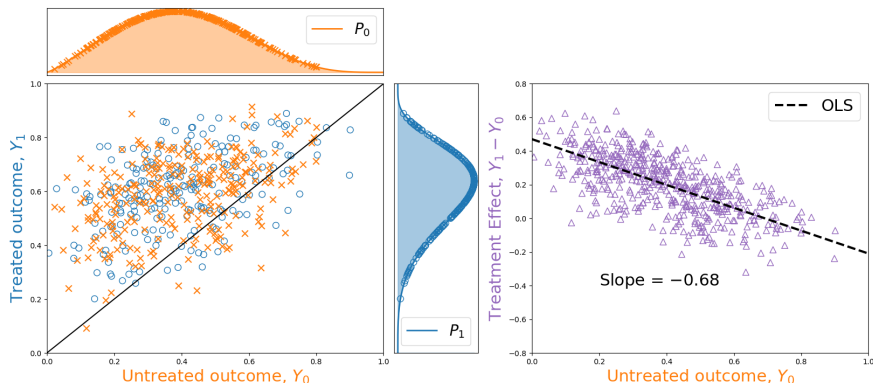 P₀
1.0
0.8
0.6
0.4
0.2
0.0
Treated outcome, Y₁
0.0 0.2 0.4 0.6 0.8 1.0
Untreated outcome, Y₀
P₁
OLS
0.8
0.6
0.4
0.2
0.0
−0.2
−0.4
−0.6
−0.8
Treatment Effect, Y₁ − Y₀
Slope = −0.68
0.0 0.2 0.4 0.6 0.8 1.0
Untreated outcome, Y₀